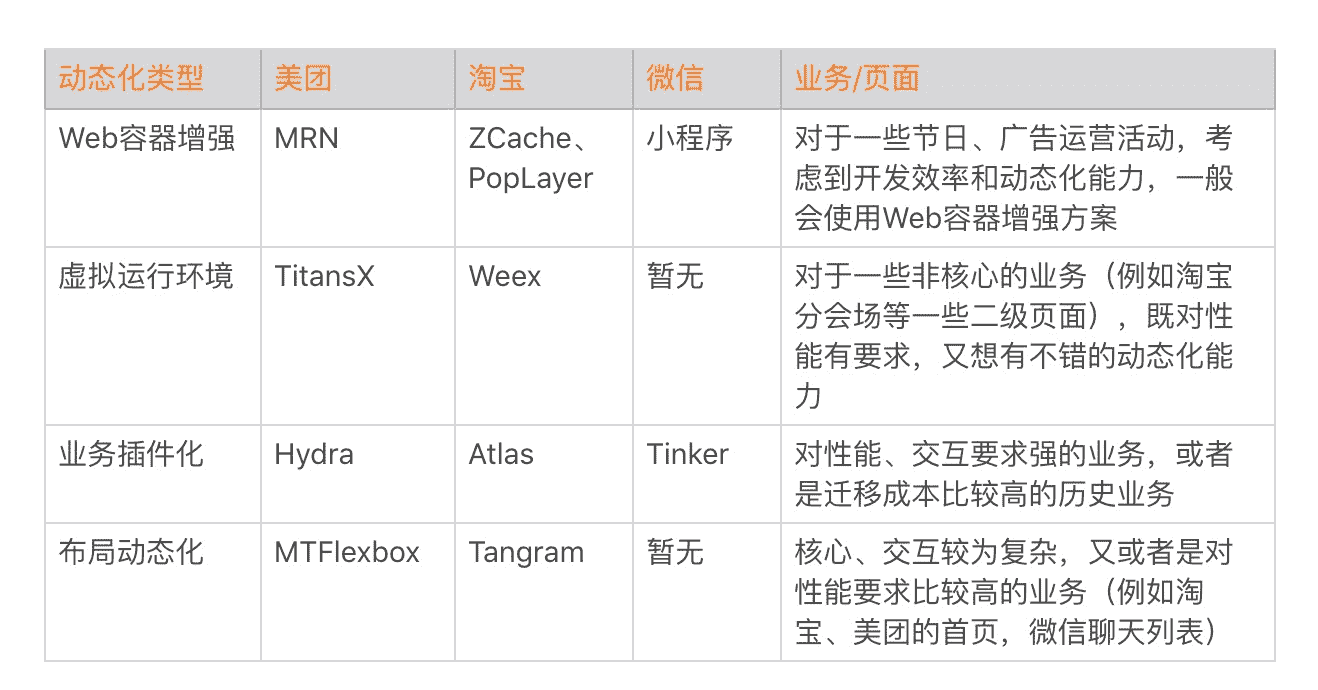 动态化类型 美团 淘宝 微信 业务/页面
Web容器增强 MRN ZCache、 小程序 对于一些节日、广告运营活动，考
PopLayer 虑到开发效率和动态化能力，一般
会使用Web容器增强方案
虚拟运行环境 TitansX Weex 暂无 对于一些非核心的业务（例如淘宝
分会场等一些二级页面），既对性
能有要求，又想有不错的动态化能
力
业务插件化 Hydra Atlas Tinker 对性能、交互要求强的业务，或者
是迁移成本比较高的历史业务
布局动态化 MTFlexbox Tangram 暂无 核心、交互较为复杂，又或者是对
性能要求比较高的业务（例如淘
宝、美团的首页，微信聊天列表）